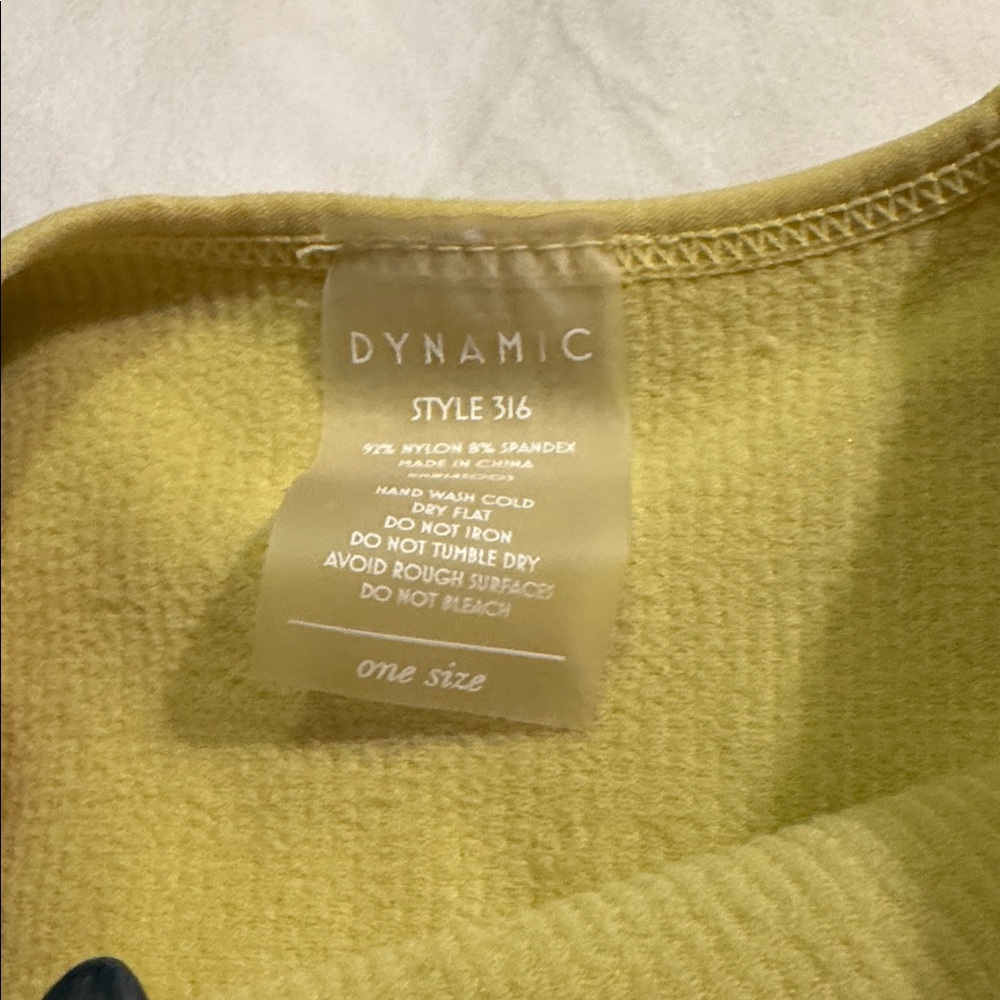 DYNAMIC
STYLE 316
92% NYLON 8% SPANDEX
MADE IN CHINA
HAND WASH COLD
DRY FLAT
DO NOT IRON
DO NOT TUMBLE DRY
AVOID ROUGH SURFACES
DO NOT BLEACH
one size